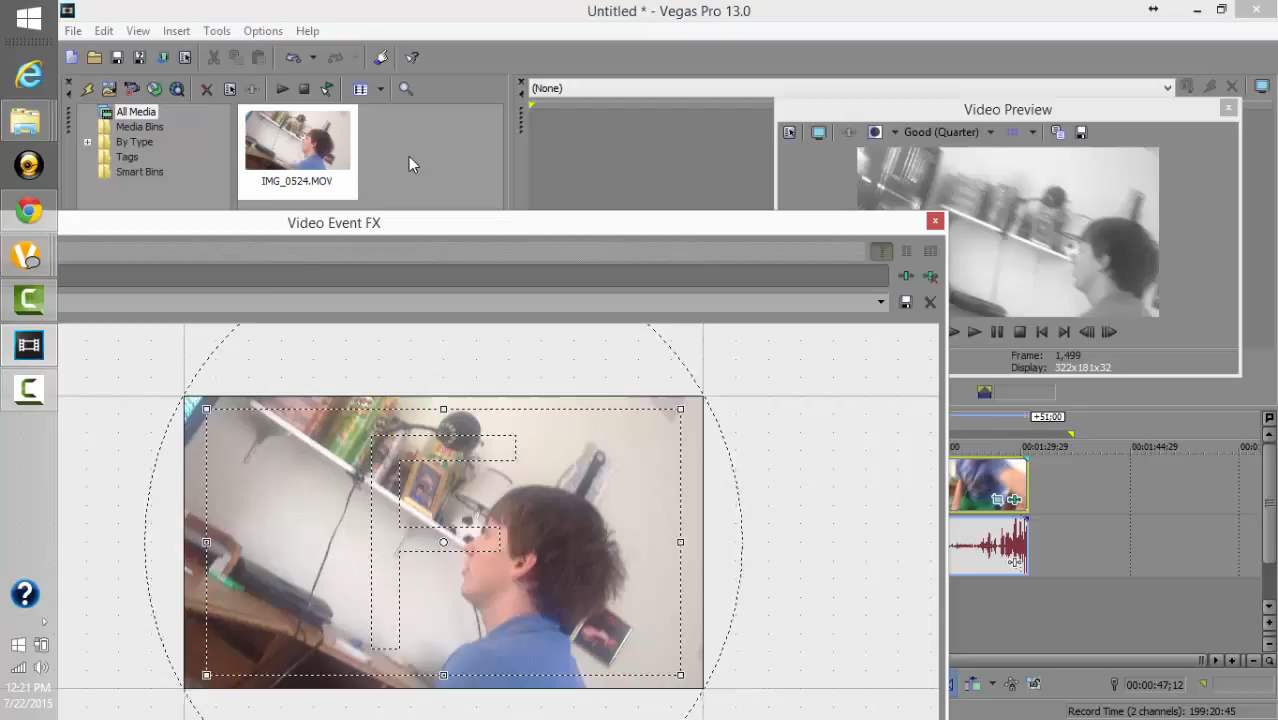 Untitled * - Vegas Pro 13.0
File Edit View Insert Tools Options Help
(None)
All Media
Media Bins
By Type
Tags
Smart Bins
IMG_0524.MOV
Video Preview
Good (Quarter)
Video Event FX
Frame: 1,499
Display: 322x181x32
+51:00
:00 00:01:29;29 00:01:44;29 00:0
00:00:47;12
Record Time (2 channels): 199:20:45
12:21 PM
7/22/2015